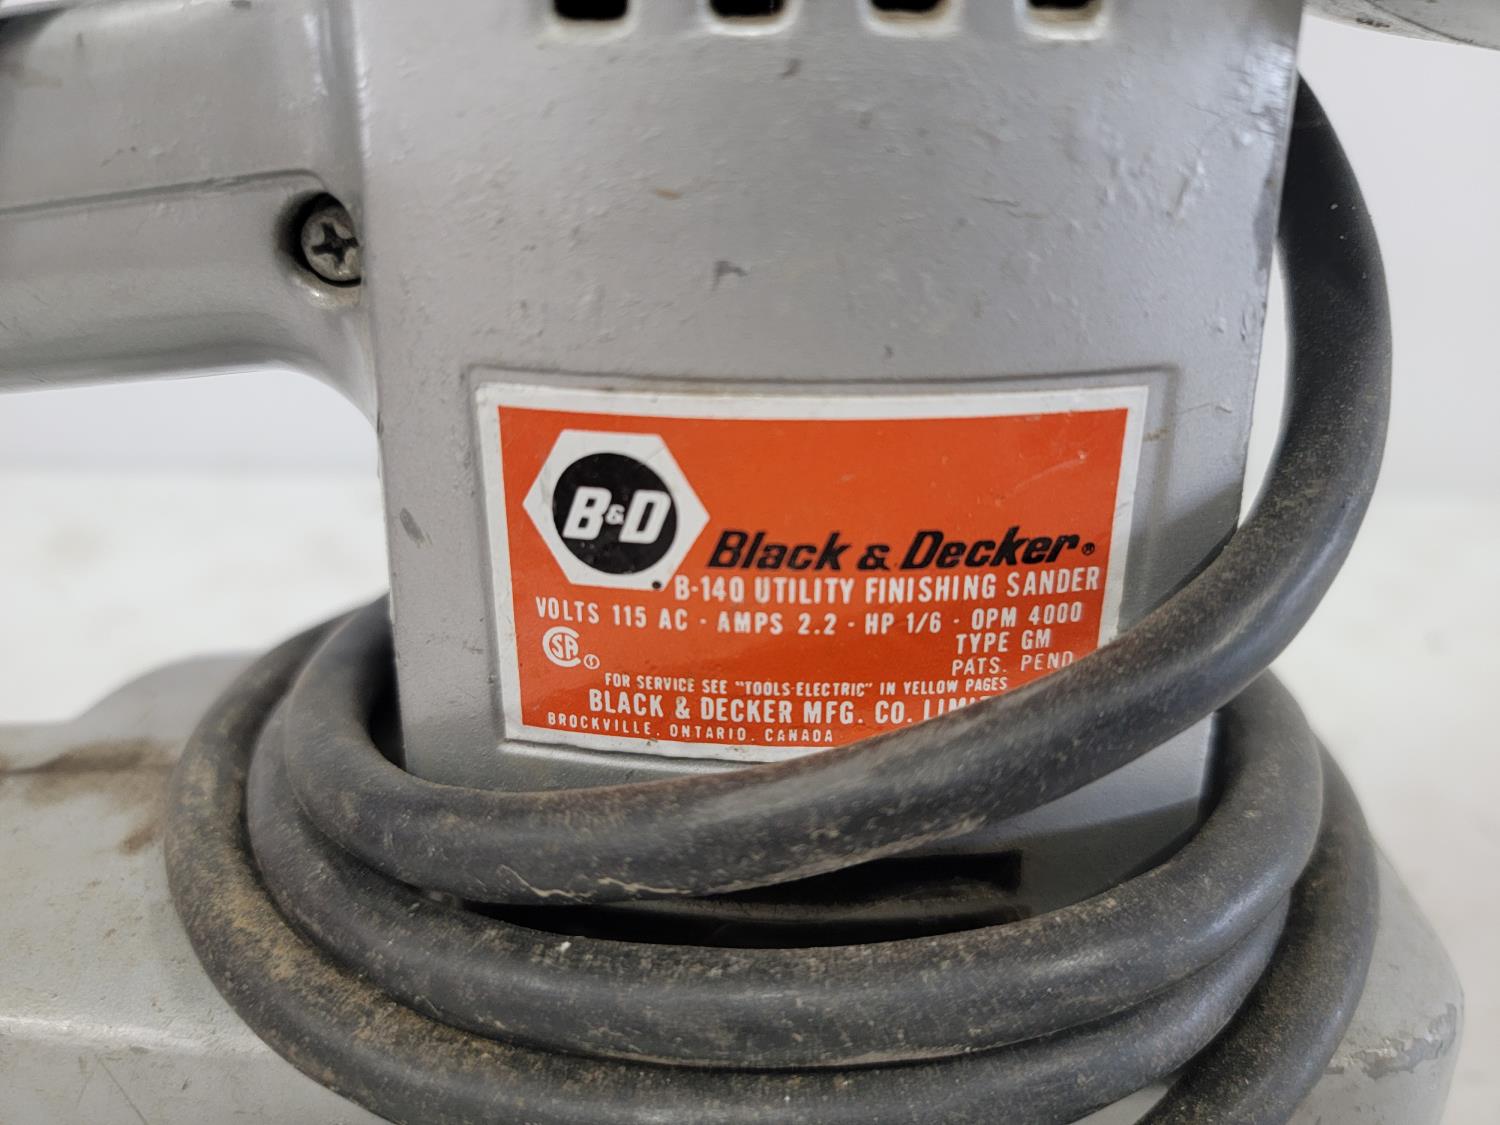 B&D
Black & Decker®
B-140 UTILITY FINISHING SANDER
VOLTS 115 AC · AMPS 2.2 · HP 1/6 · OPM 4000
TYPE GM
PATS. PEND
FOR SERVICE SEE "TOOLS-ELECTRIC" IN YELLOW PAGES
BLACK & DECKER MFG. CO.
BROCKVILLE, ONTARIO, CANADA